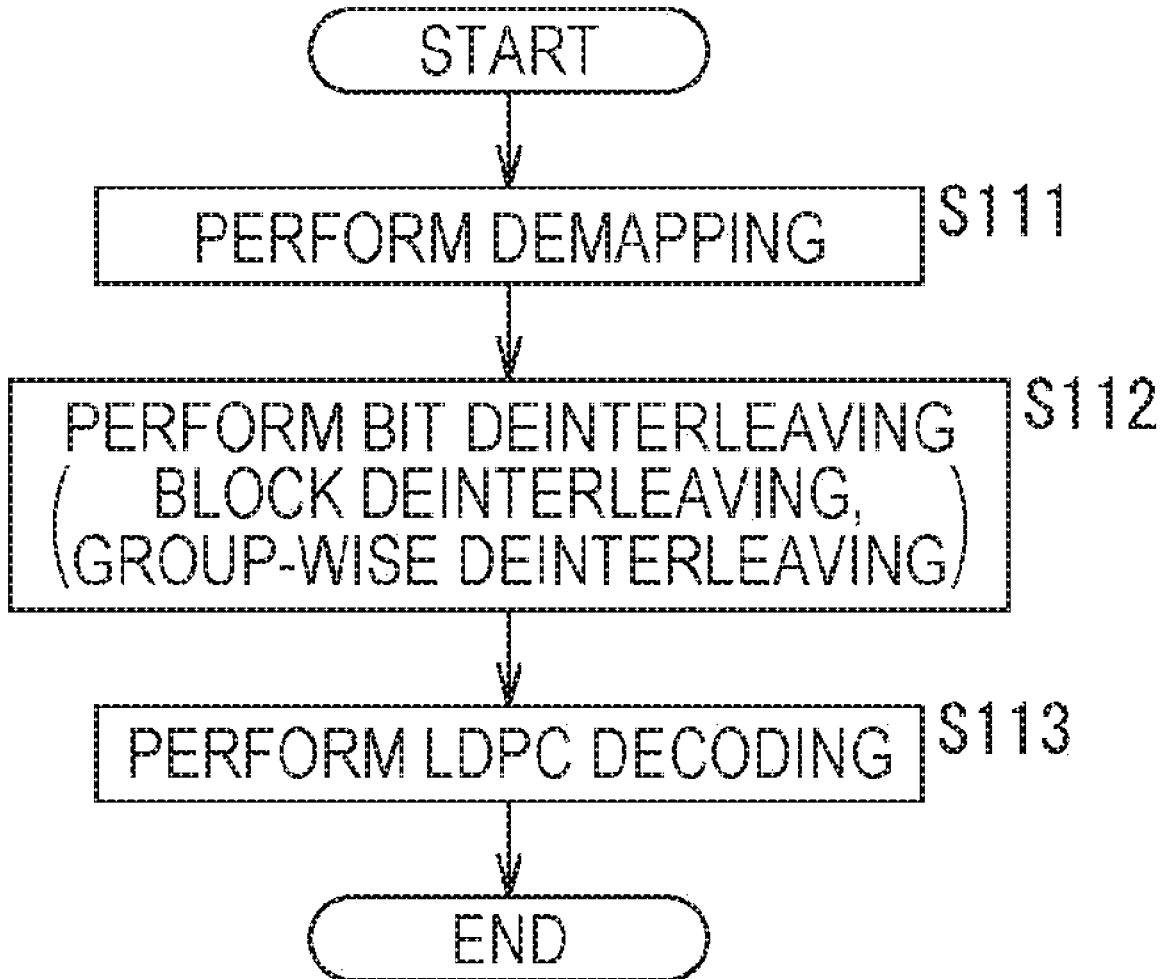 START
PERFORM DEMAPPING
S111
PERFORM BIT DEINTERLEAVING
S112
(BLOCK DEINTERLEAVING,
GROUP-WISE DEINTERLEAVING)
PERFORM LDPC DECODING
S113
END